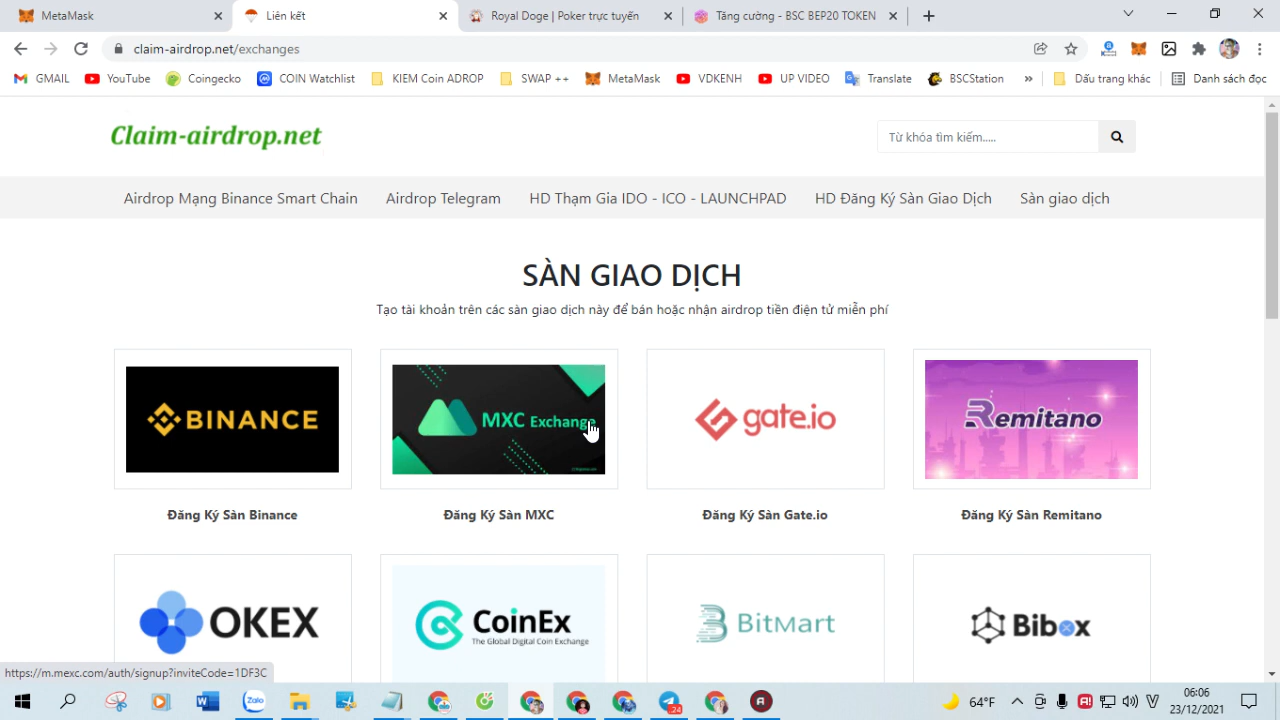 MetaMask
Liên kết
Royal Doge | Poker trực tuyến
Tăng cường - BSC BEP20 TOKEN
claim-airdrop.net/exchanges
GMAIL
YouTube
Coingecko
COIN Watchlist
KIEM Coin ADROP
SWAP ++
MetaMask
VDKENH
UP VIDEO
Translate
BSCStation
»
Dấu trang khác
Danh sách đọc
Claim-airdrop.net
Từ khóa tìm kiếm.....
Airdrop Mạng Binance Smart Chain
Airdrop Telegram
HD Thạm Gia IDO - ICO - LAUNCHPAD
HD Đăng Ký Sàn Giao Dịch
Sàn giao dịch
SÀN GIAO DỊCH
Tạo tài khoản trên các sàn giao dịch này để bán hoặc nhận airdrop tiền điện tử miễn phí
BINANCE
MXC Exchange
gate.io
Remitano
Đăng Ký Sàn Binance
Đăng Ký Sàn MXC
Đăng Ký Sàn Gate.io
Đăng Ký Sàn Remitano
OKEX
CoinEx
The Global Digital Coin Exchange
BitMart
Bibox
https://m.mexc.com/auth/signup?inviteCode=1DF3C
Zalo
24
64°F
06:06
23/12/2021